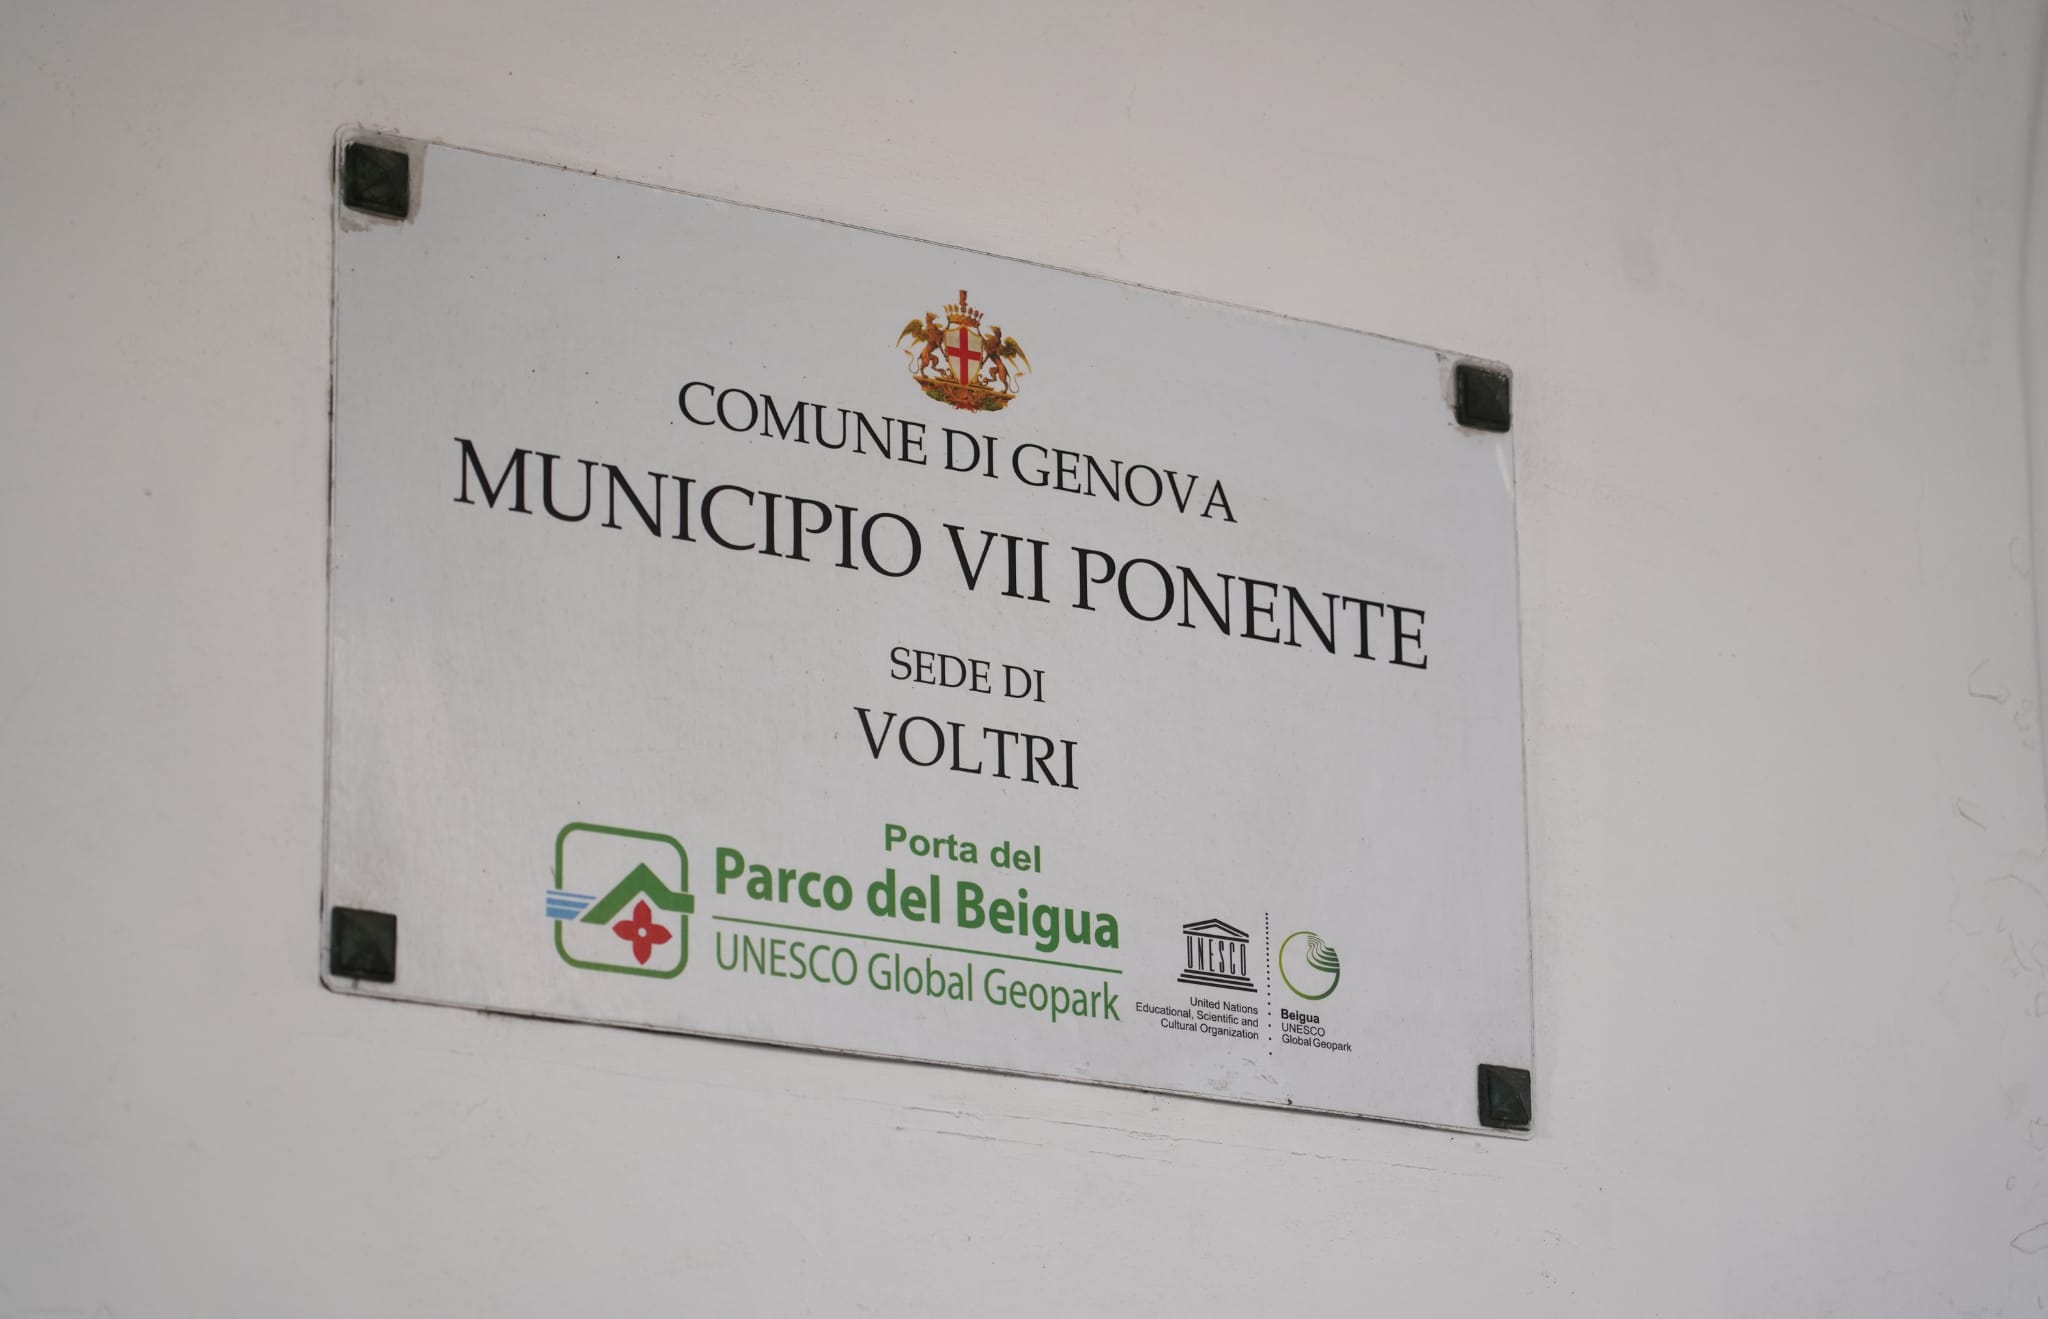 COMUNE DI GENOVA
MUNICIPIO VII PONENTE
SEDE DI
VOLTRI
Porta del
Parco del Beigua
UNESCO Global Geopark
UNESCO
United Nations
Educational, Scientific and
Cultural Organization
Beigua
UNESCO
Global Geopark